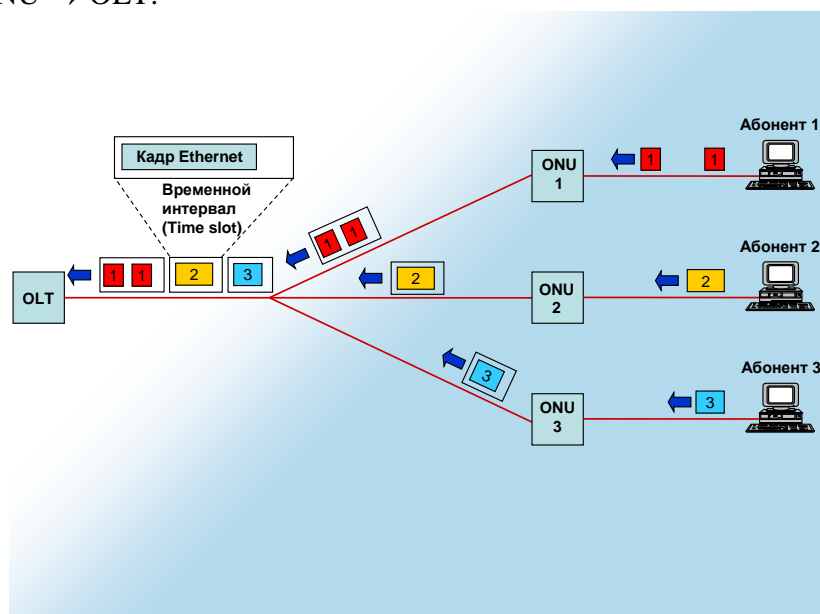 NU → OLT.
Абонент 1
Кадр Ethernet
ONU
1
1 1
Временной
интервал
(Time slot)
1 1
Абонент 2
OLT
1 1 2 3
2
ONU
2
2
Абонент 3
3
ONU
3
3